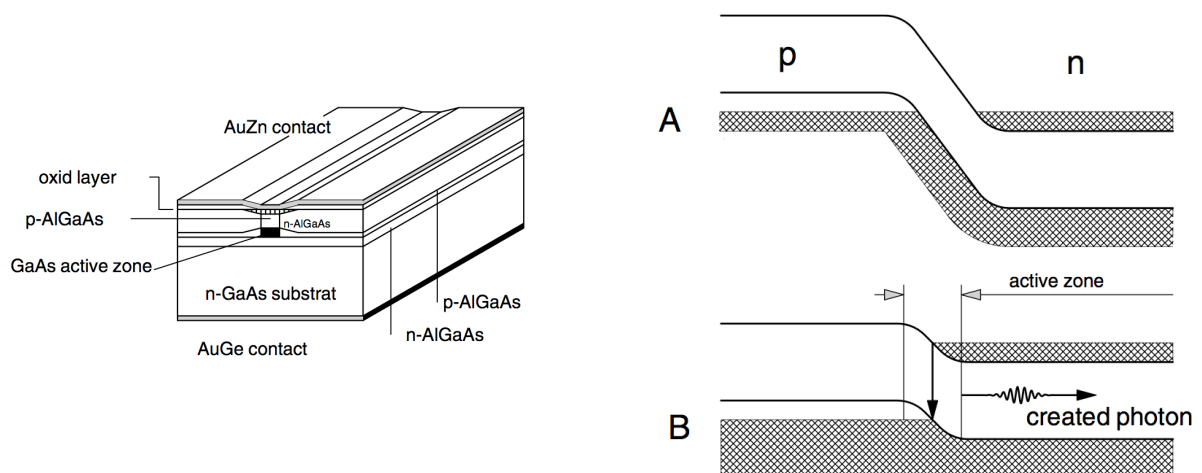 AuZn contact
oxid layer
p-AlGaAs
n-AlGaAs
GaAs active zone
n-GaAs substrat
p-AlGaAs
n-AlGaAs
AuGe contact
p
n
A
active zone
created photon
B